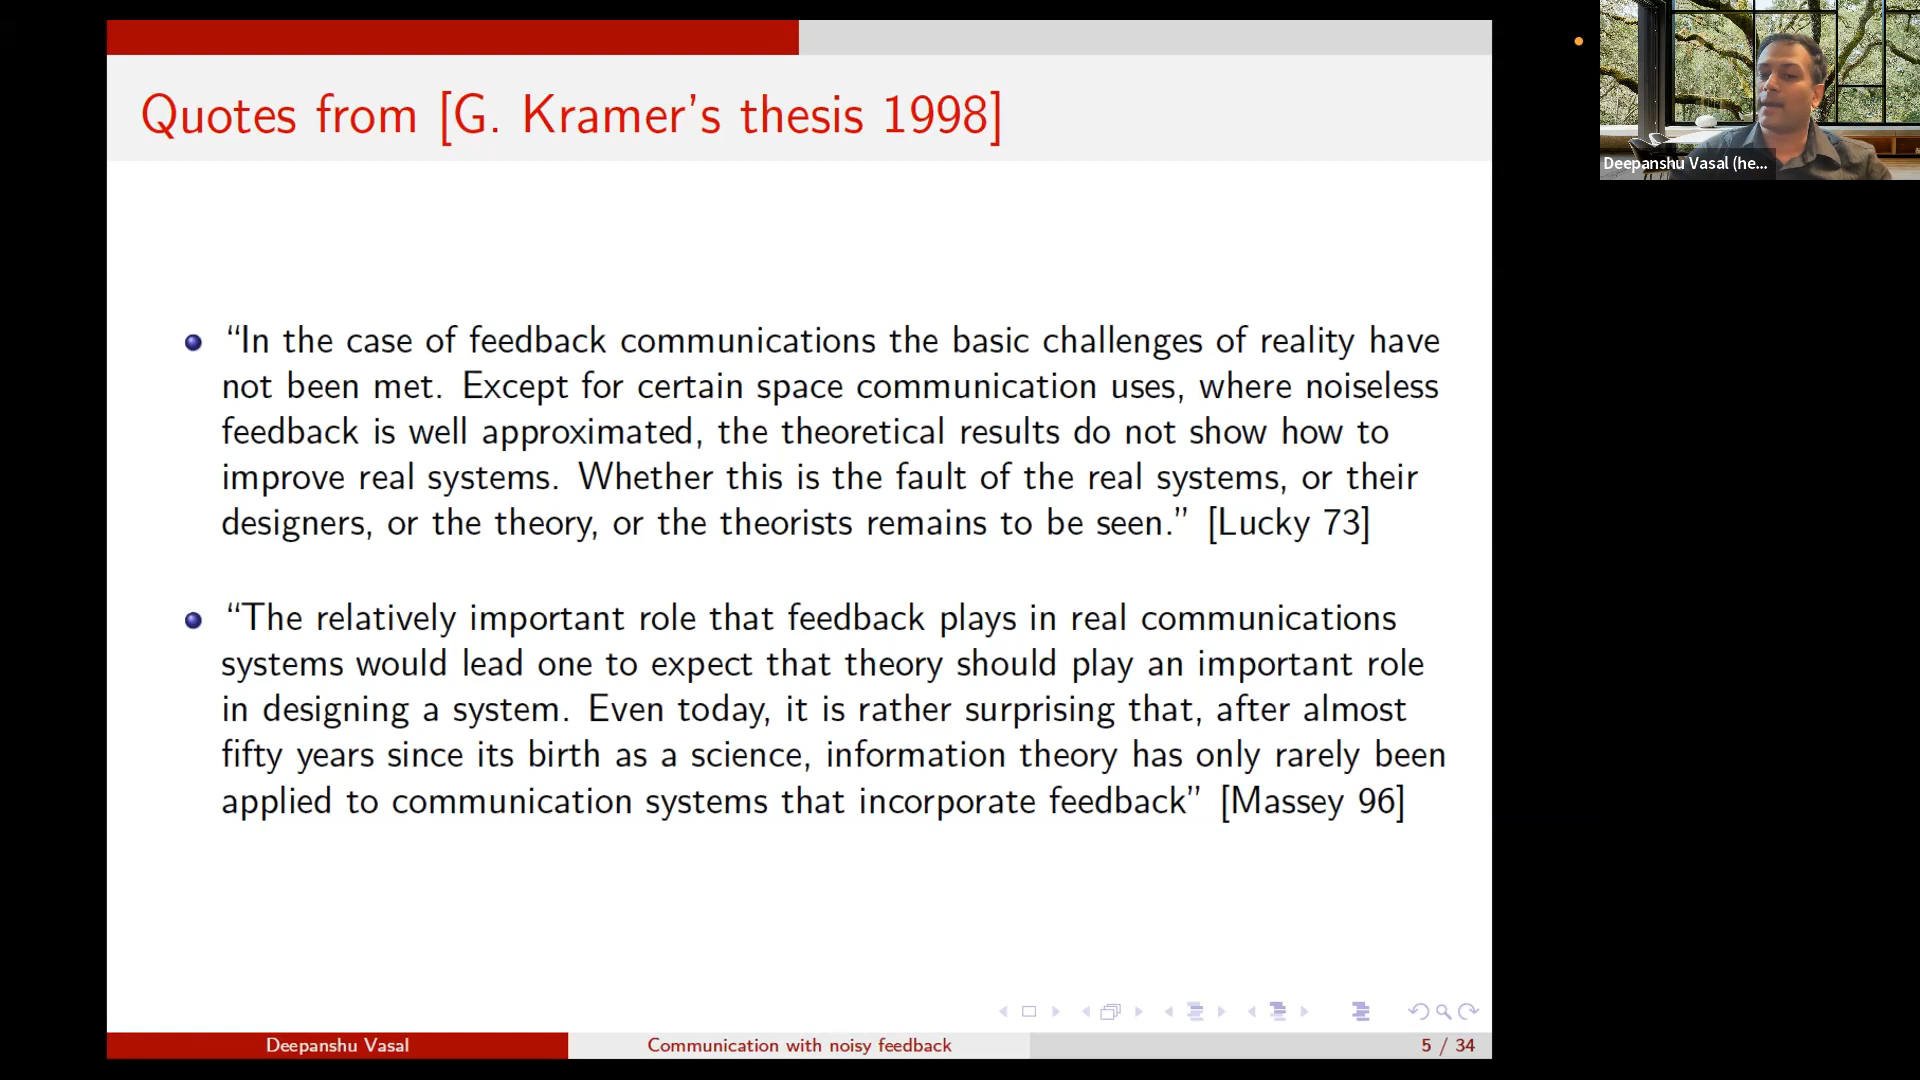 Quotes from [G. Kramer's thesis 1998]
“In the case of feedback communications the basic challenges of reality have
not been met. Except for certain space communication uses, where noiseless
feedback is well approximated, the theoretical results do not show how to
improve real systems. Whether this is the fault of the real systems, or their
designers, or the theory, or the theorists remains to be seen.” [Lucky 73]
“The relatively important role that feedback plays in real communications
systems would lead one to expect that theory should play an important role
in designing a system. Even today, it is rather surprising that, after almost
fifty years since its birth as a science, information theory has only rarely been
applied to communication systems that incorporate feedback” [Massey 96]
Deepanshu Vasal
Communication with noisy feedback
5 / 34
Deepanshu Vasal (he...